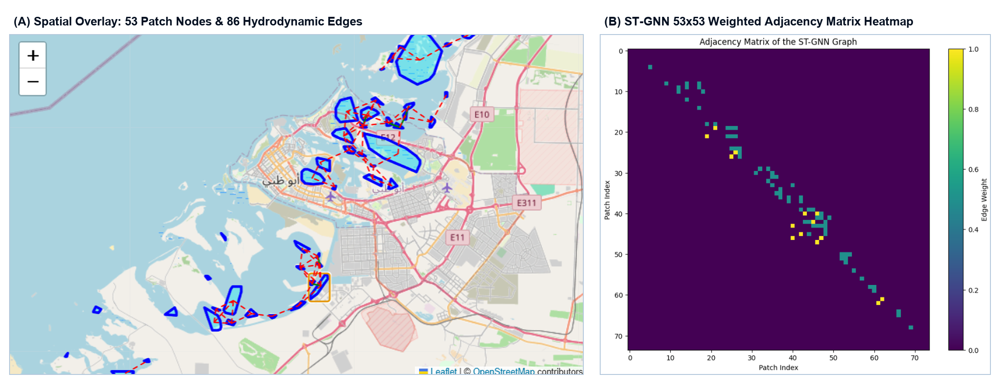 (A) Spatial Overlay: 53 Patch Nodes & 86 Hydrodynamic Edges
+
−
E10
E12
أبو ظبي
أبو ظبي
E311
E11
Leaflet | © OpenStreetMap contributors
(B) ST-GNN 53x53 Weighted Adjacency Matrix Heatmap
Adjacency Matrix of the ST-GNN Graph
0
10
20
30
40
50
60
70
Patch Index
0 10 20 30 40 50 60 70
Patch Index
1.0
0.8
0.6
0.4
0.2
0.0
Edge Weight